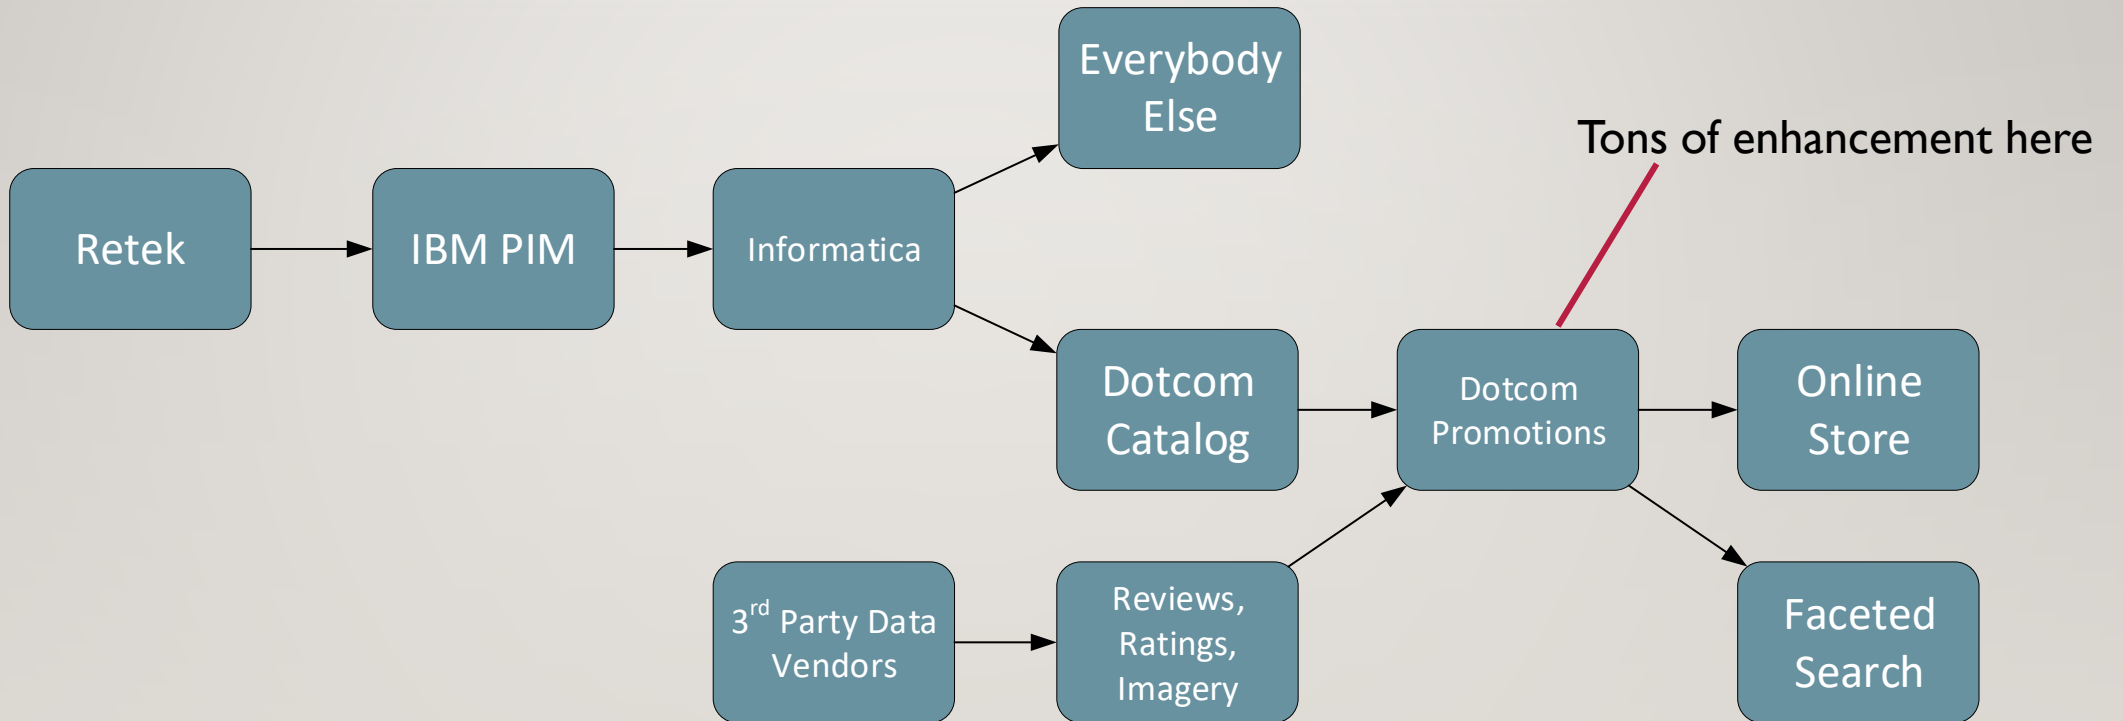 Everybody
Else
Tons of enhancement here
Retek
IBM PIM
Informatica
Dotcom
Catalog
Dotcom
Promotions
Online
Store
3rd Party Data
Vendors
Reviews,
Ratings,
Imagery
Faceted
Search